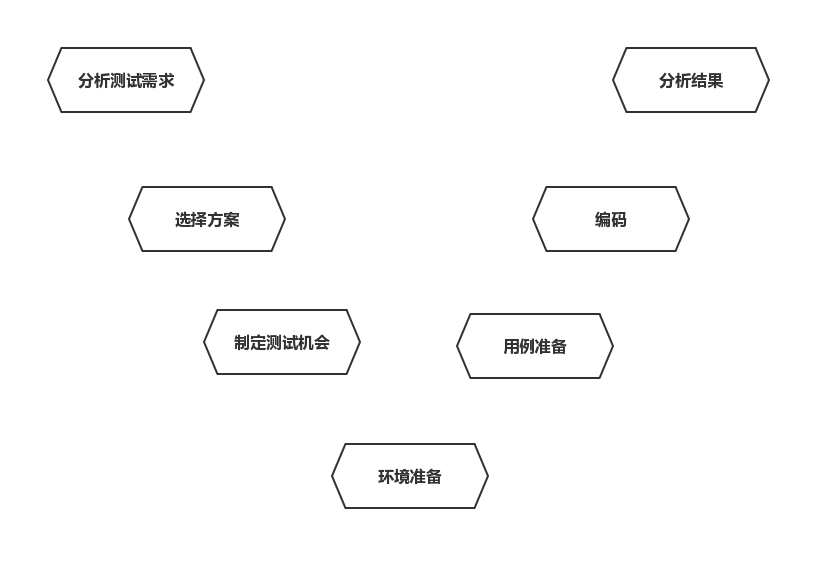 分析测试需求
分析结果
选择方案
编码
制定测试机会
用例准备
环境准备